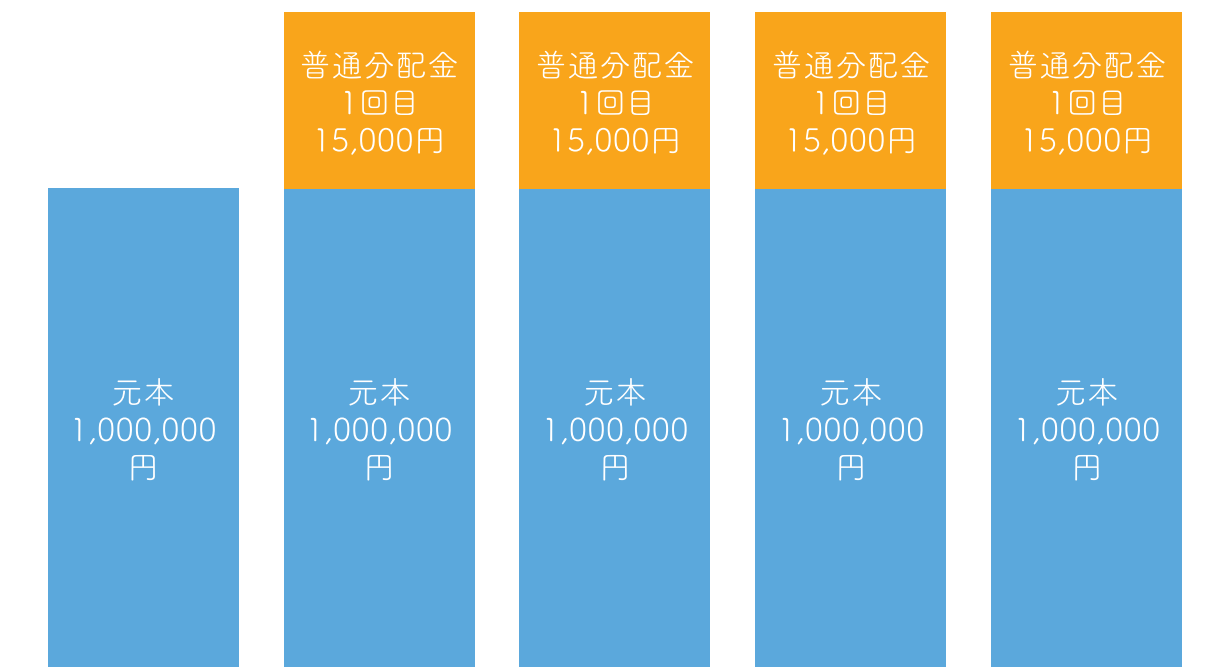 元本
1,000,000
円
普通分配金
1回目
15,000円
元本
1,000,000
円
普通分配金
1回目
15,000円
元本
1,000,000
円
普通分配金
1回目
15,000円
元本
1,000,000
円
普通分配金
1回目
15,000円
元本
1,000,000
円